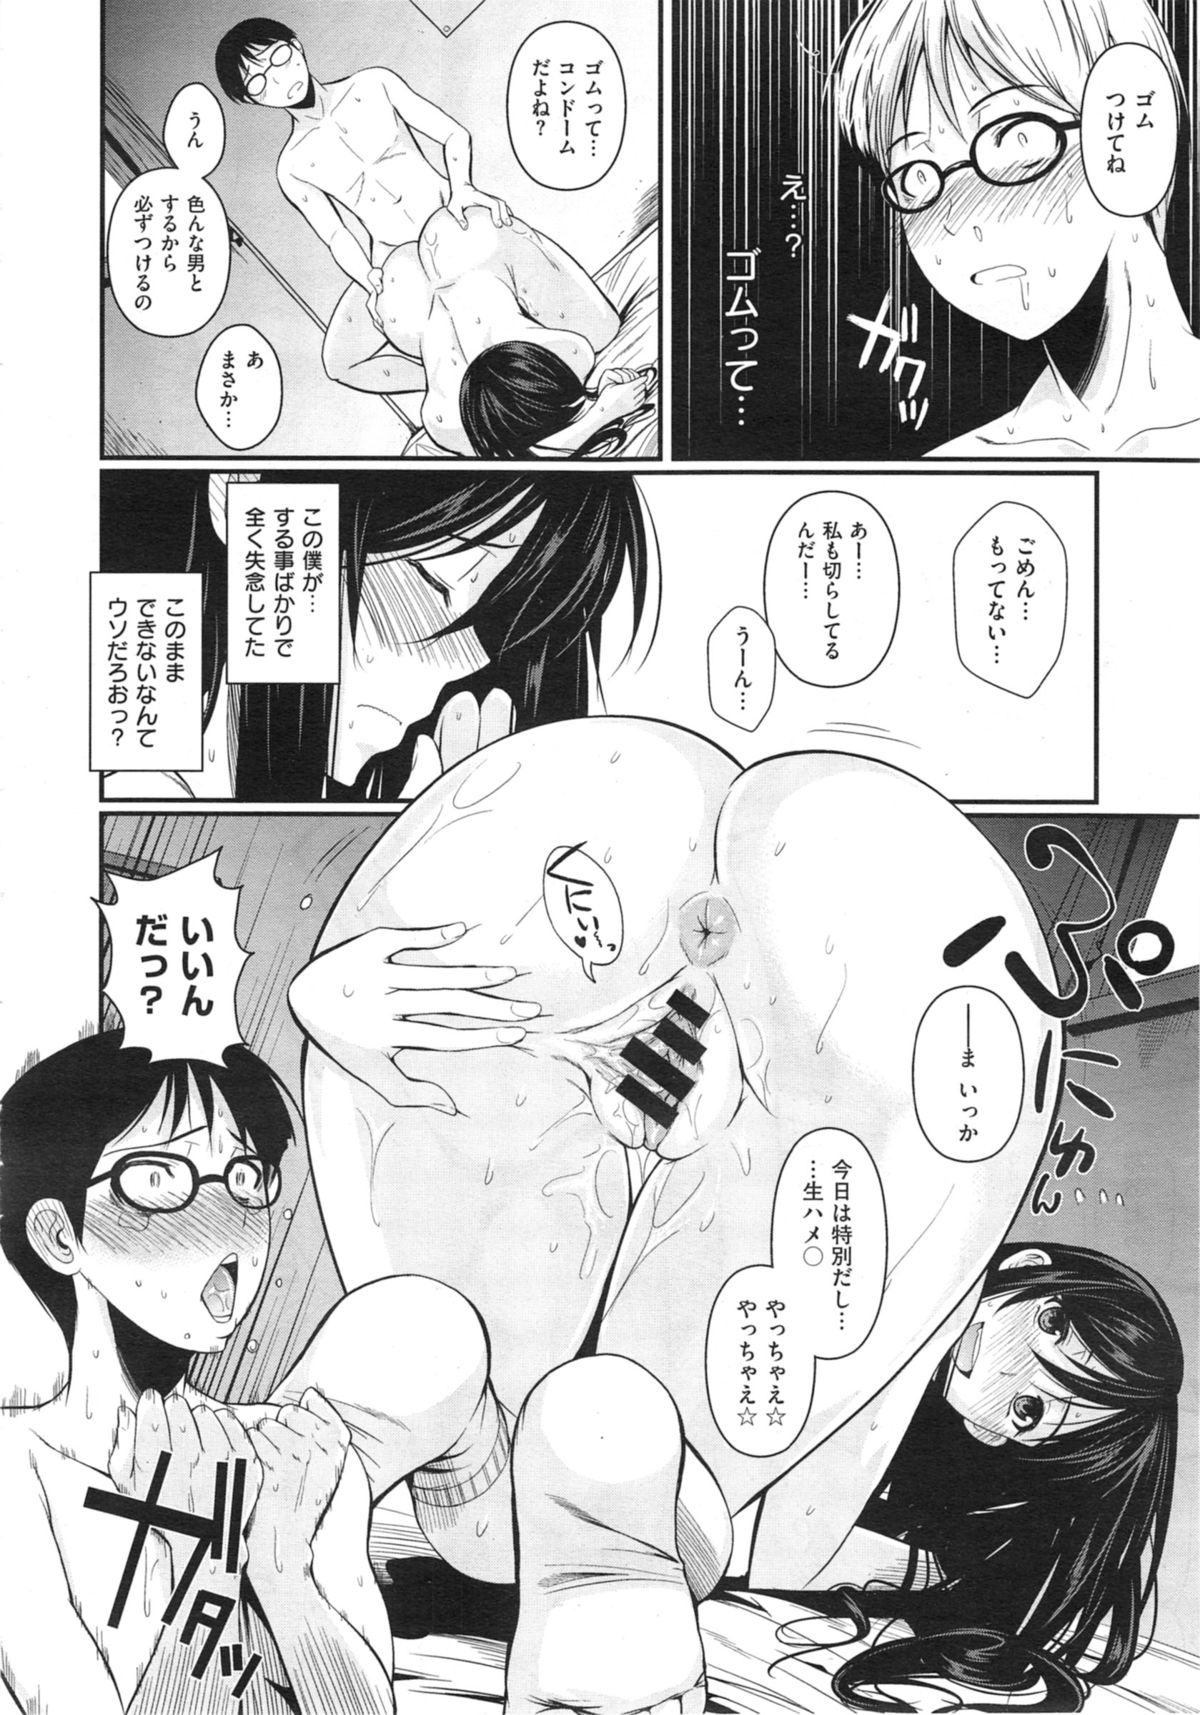 ゴム
つけてね
え…?
ゴムって…
ガクッ
ゴムって…
コンドーム
だよね?
うん
色んな男と
するから
必ずつけるの
あ
まさか…
ごめん…
もってない…
あー…
私も切らしてる
んだー…
うーん…
この僕が…
する事ばかりで
全く失念してた
このまま
できないなんて
ウソだろおっ?
ぷりゅん
―ま いっか
くにぃ〜っ♥
今日は特別だし…
…生ハメ〇
やっちゃえ☆
やっちゃえ☆
いいん
だっ?
ガタッ